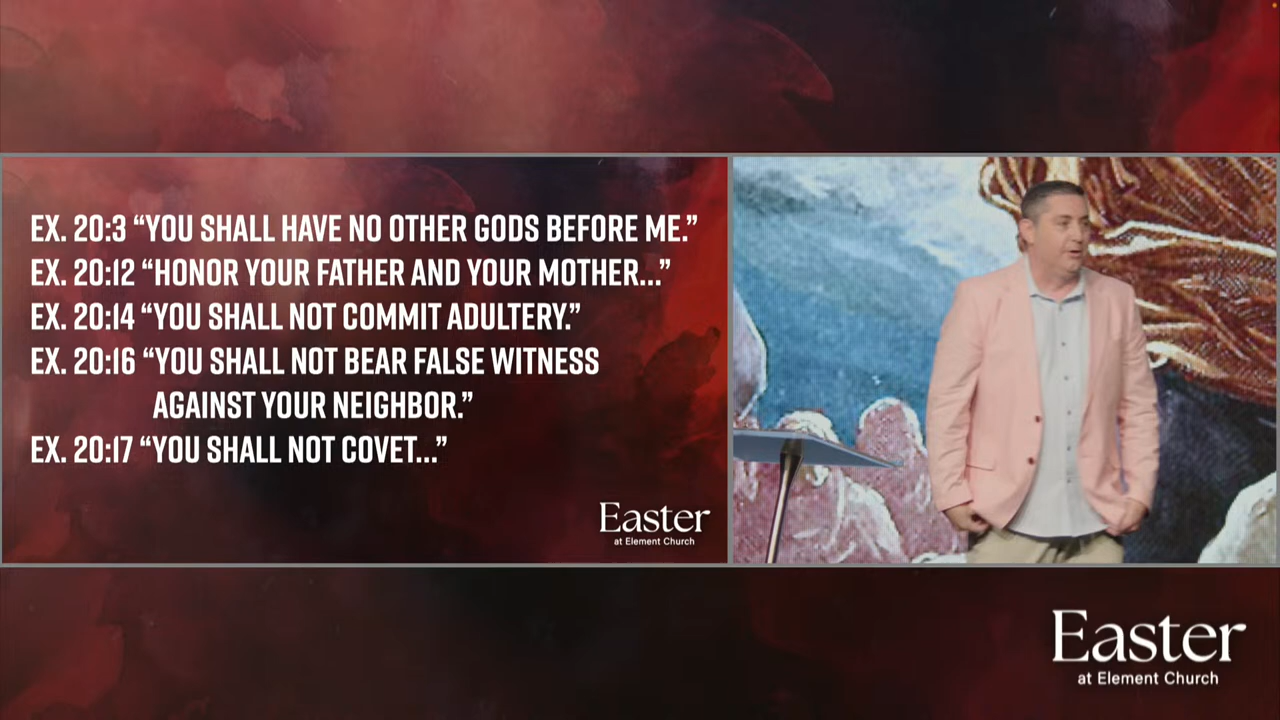 EX. 20:3 “YOU SHALL HAVE NO OTHER GODS BEFORE ME.”
EX. 20:12 “HONOR YOUR FATHER AND YOUR MOTHER...”
EX. 20:14 “YOU SHALL NOT COMMIT ADULTERY.”
EX. 20:16 “YOU SHALL NOT BEAR FALSE WITNESS
AGAINST YOUR NEIGHBOR.”
EX. 20:17 “YOU SHALL NOT COVET...”
Easter
at Element Church
Easter
at Element Church